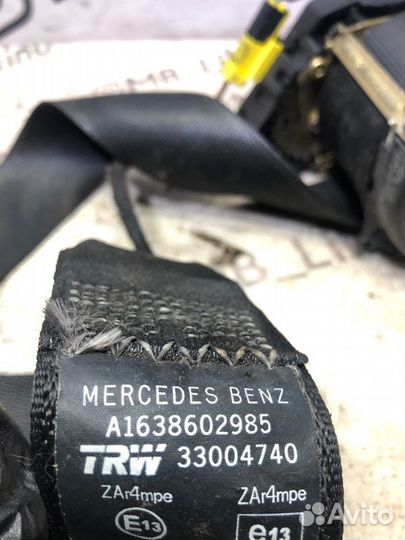 MERCEDES BENZ
A1638602985
TRW 33004740
ZAr4mpe ZAr4mpe
E13 e13
Avito